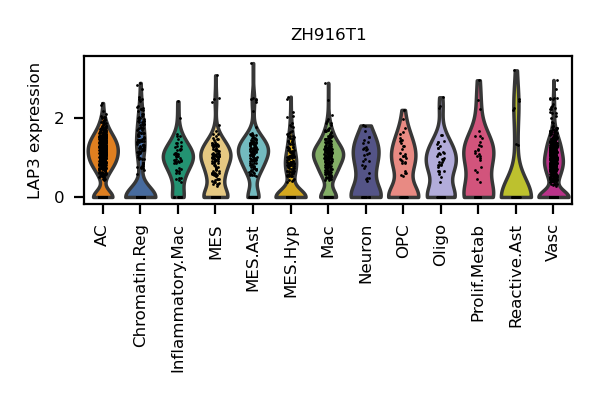 ZH916T1
LAP3 expression
2
0
AC
Chromatin.Reg
Inflammatory.Mac
MES
MES.Ast
MES.Hyp
Mac
Neuron
OPC
Oligo
Prolif.Metab
Reactive.Ast
Vasc